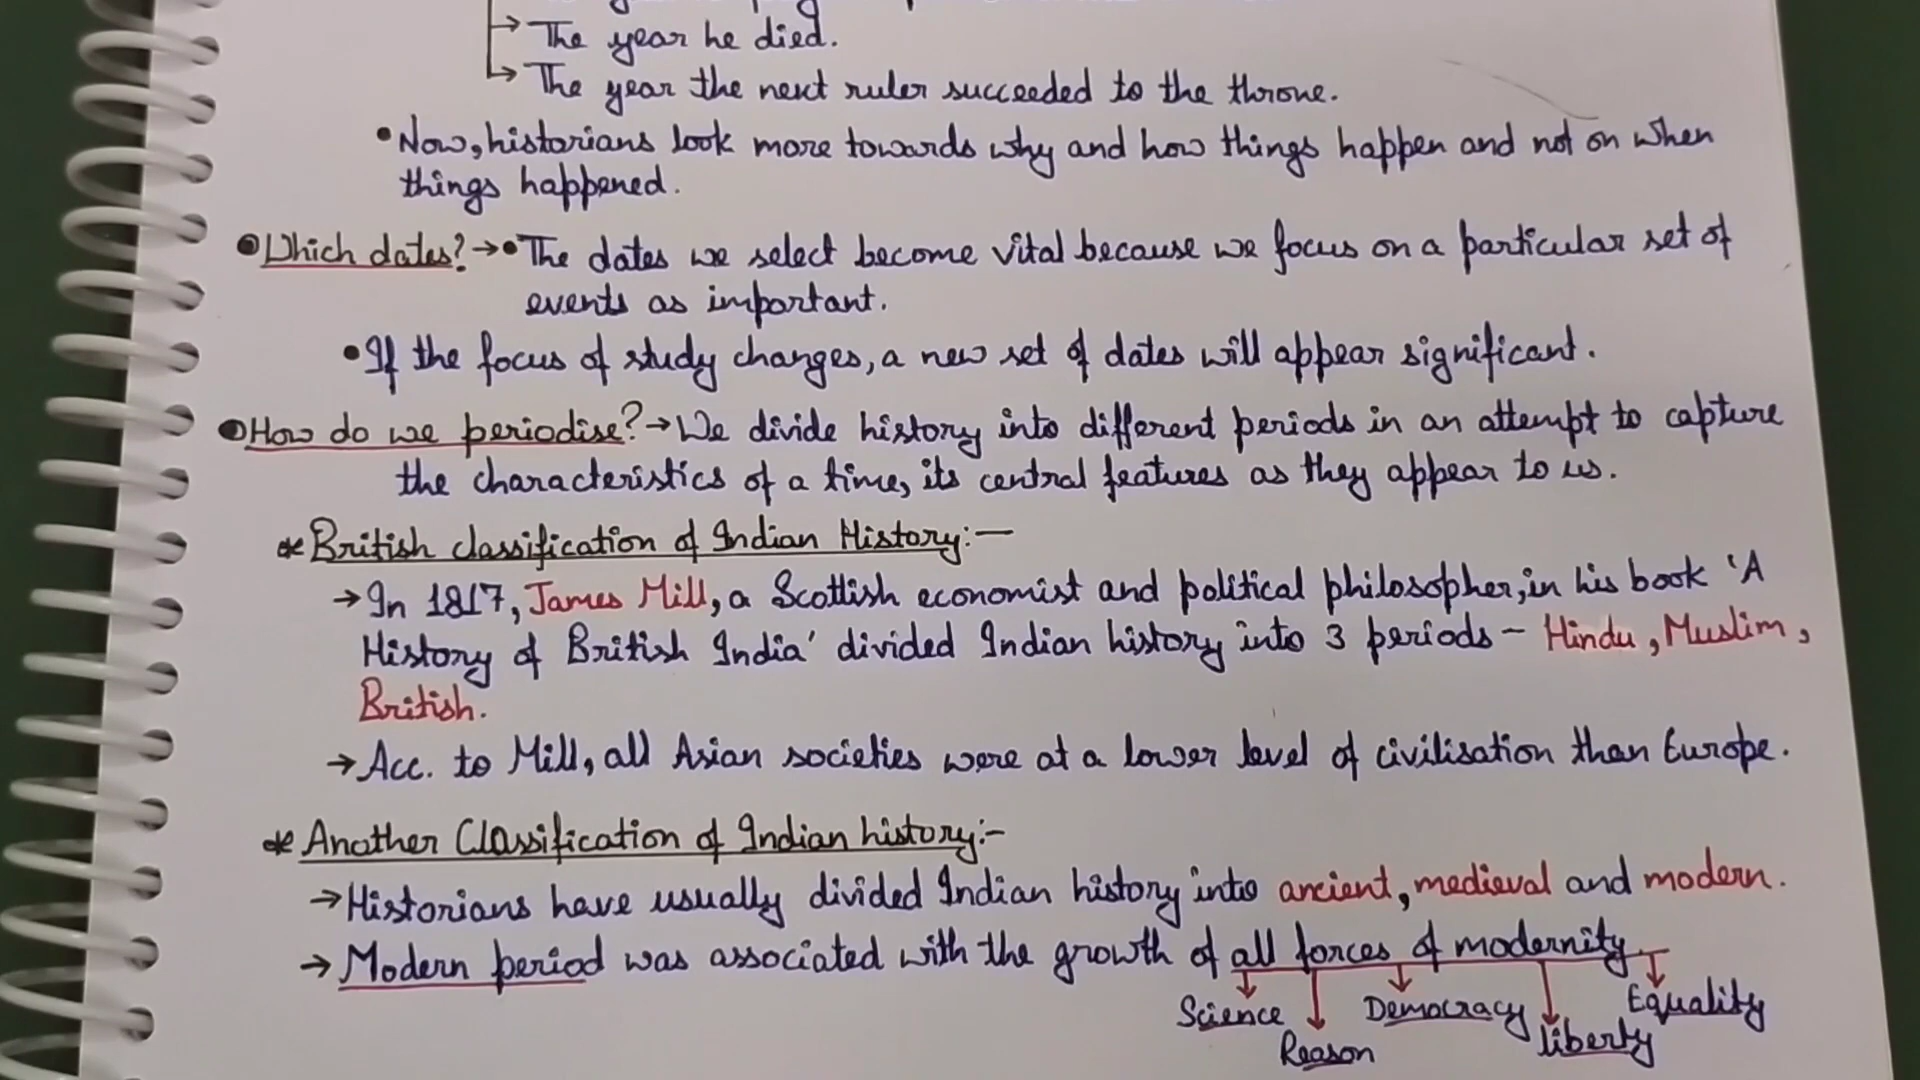 → The year he died.
→ The year the next ruler succeeded to the throne.
• Now, historians look more towards why and how things happen and not on when
things happened.
• Which dates? → • The dates we select become vital because we focus on a particular set of
events as important.
• If the focus of study changes, a new set of dates will appear significant.
• How do we periodise? → We divide history into different periods in an attempt to capture
the characteristics of a time, its central features as they appear to us.
* British classification of Indian History:—
→ In 1817, James Mill, a Scottish economist and political philosopher, in his book 'A
History of British India' divided Indian history into 3 periods - Hindu, Muslim,
British.
→ Acc. to Mill, all Asian societies were at a lower level of civilisation than Europe.
* Another Classification of Indian history:-
→ Historians have usually divided Indian history into ancient, medieval and modern.
→ Modern period was associated with the growth of all forces of modernity
Science Reason Democracy liberty Equality